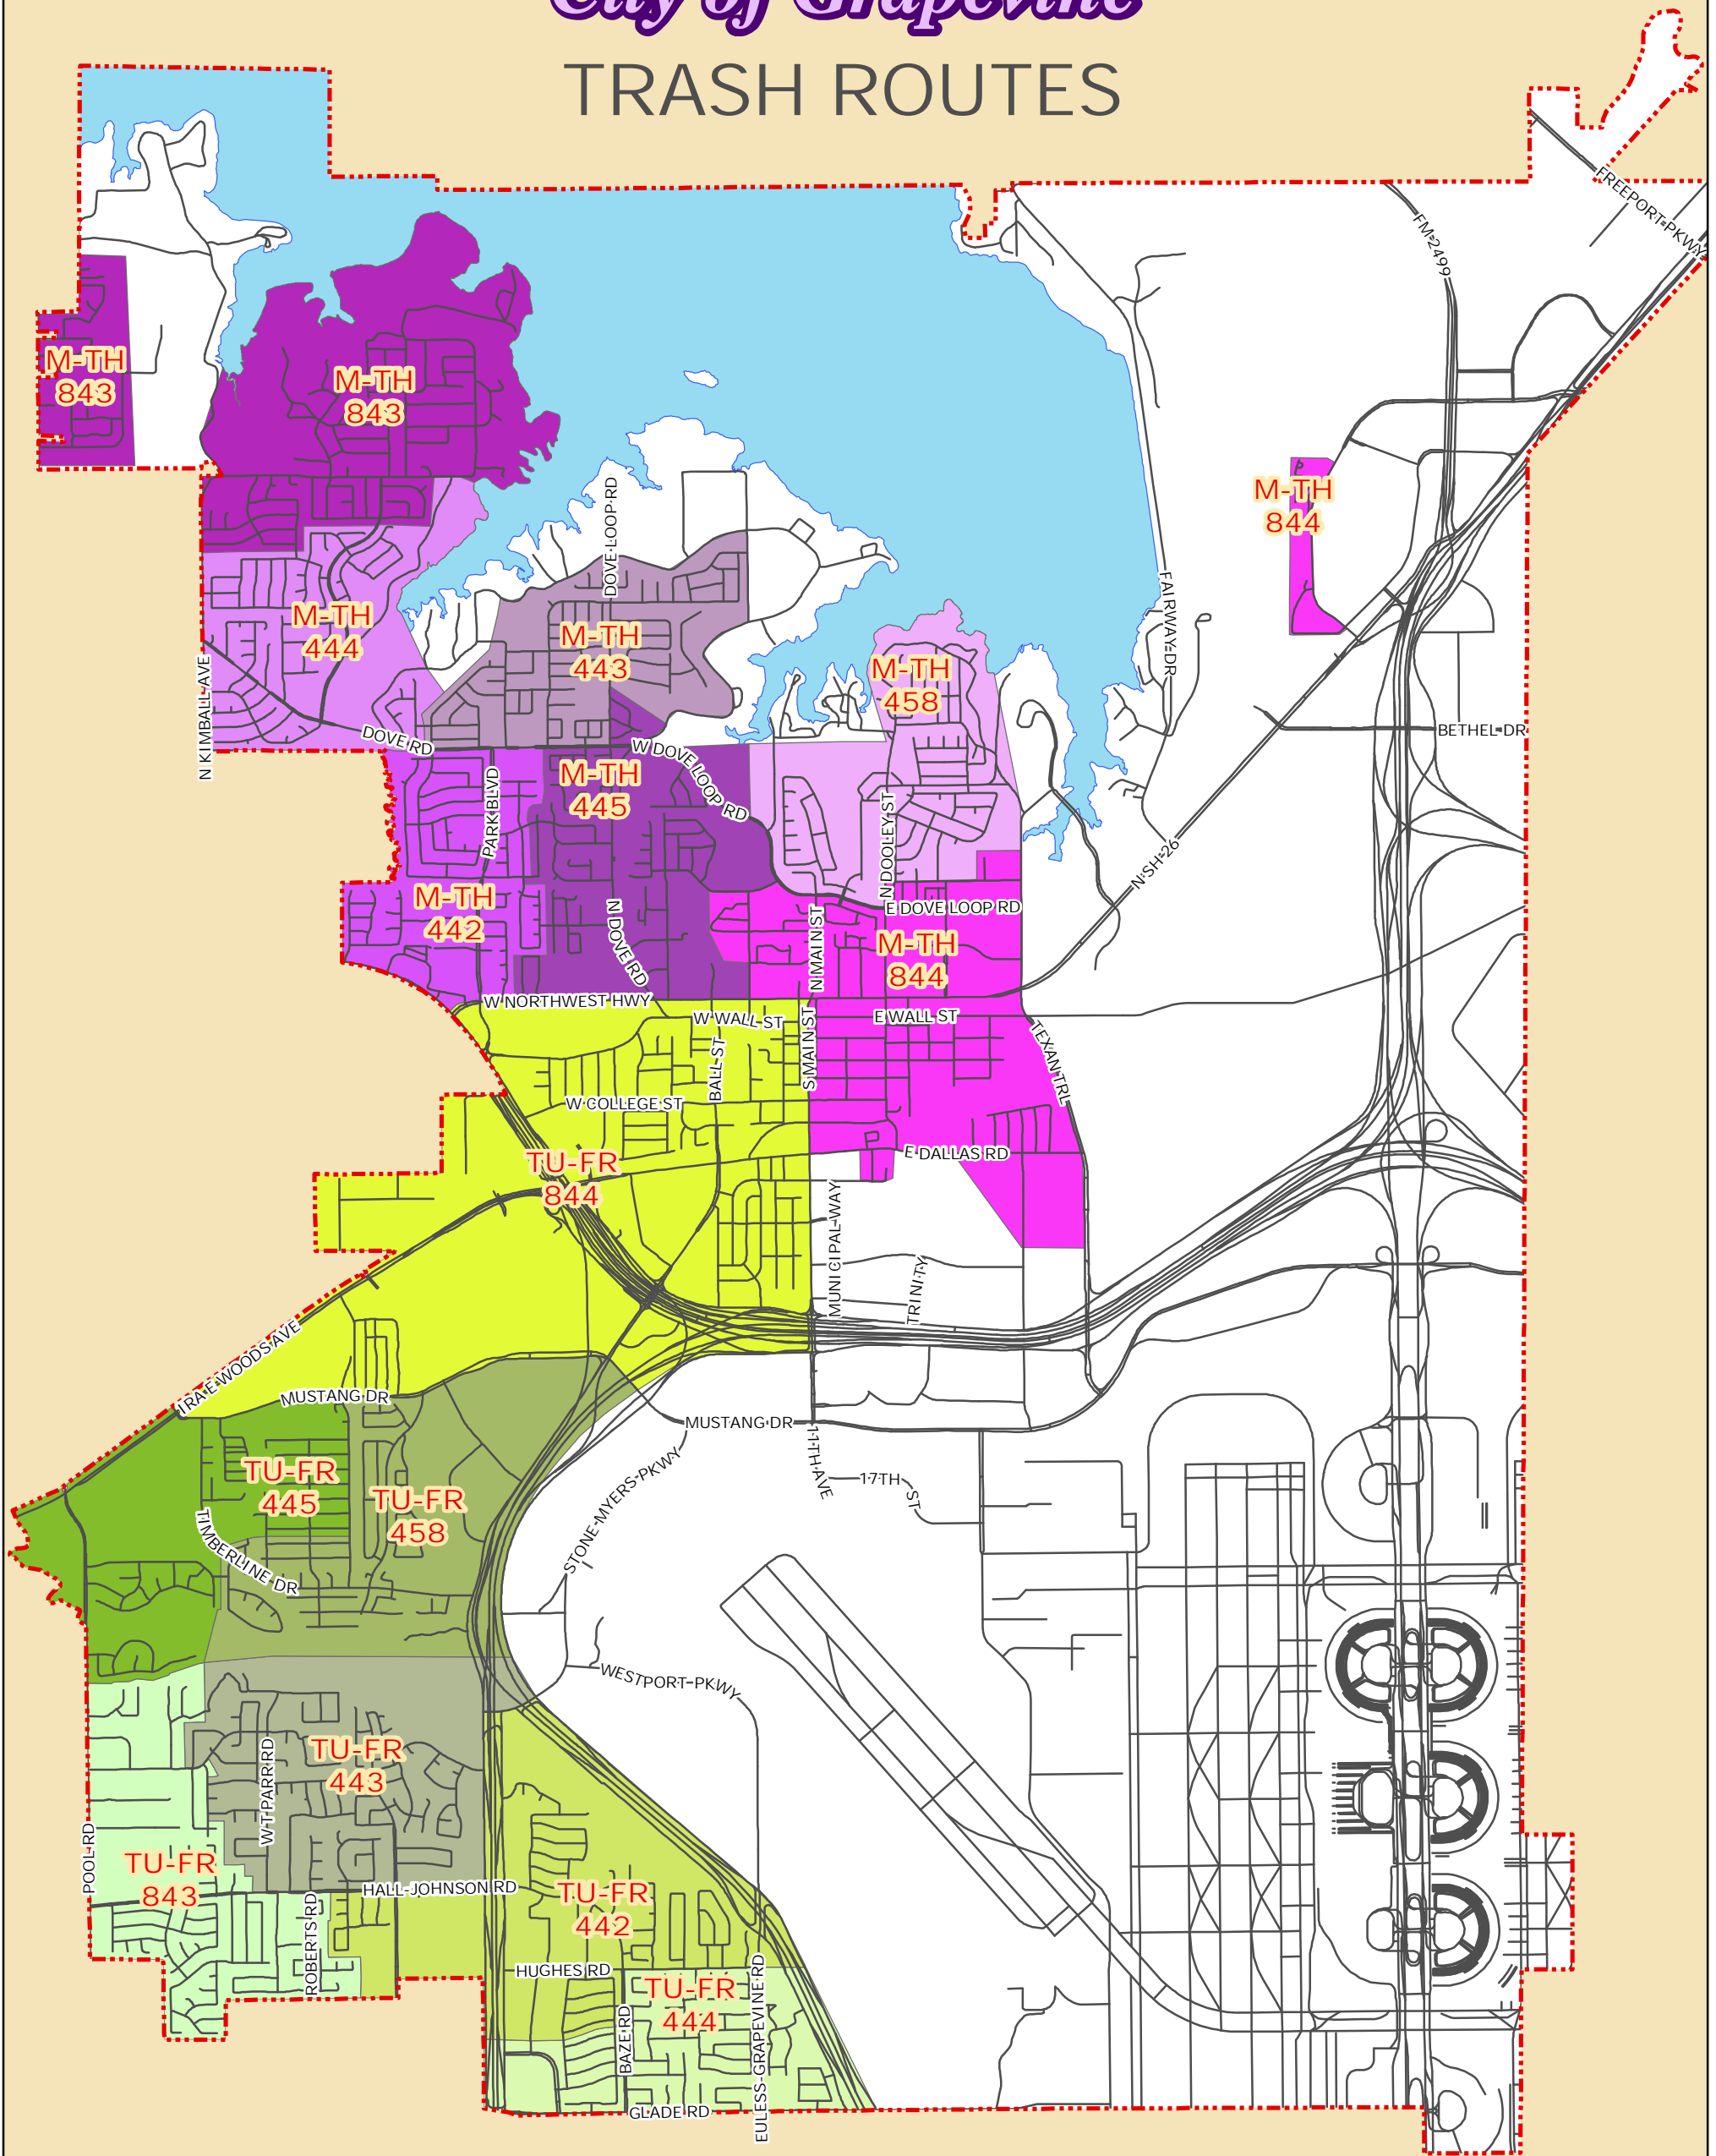 City of Grapevine
TRASH ROUTES
FREEPORT PKWY
FM 2499
M-TH
843
M-TH
843
M-TH
844
DOVE LOOP RD
FAIRWAY DR
M-TH
444
M-TH
443
M-TH
458
N KIMBALL AVE
DOVE RD
W DOVE LOOP RD
BETHEL DR
M-TH
445
PARK BLVD
N DOOLEY ST
N SH 26
M-TH
442
N DOVE RD
E DOVE LOOP RD
N MAIN ST
M-TH
844
W NORTHWEST HWY
W WALL ST
E WALL ST
S MAIN ST
BALL ST
TEXAN TRL
W COLLEGE ST
E DALLAS RD
TU-FR
844
MUNICIPAL WAY
TRINITY
IRA E WOODS AVE
MUSTANG DR
MUSTANG DR
11TH AVE
17TH ST
STONE MYERS PKWY
TU-FR
445
TU-FR
458
TIMBERLINE DR
WESTPORT PKWY
TU-FR
443
W T PARR RD
POOL RD
TU-FR
843
HALL-JOHNSON RD
ROBERTS RD
TU-FR
442
HUGHES RD
TU-FR
444
BAZE RD
EULESS-GRAPEVINE RD
GLADE RD